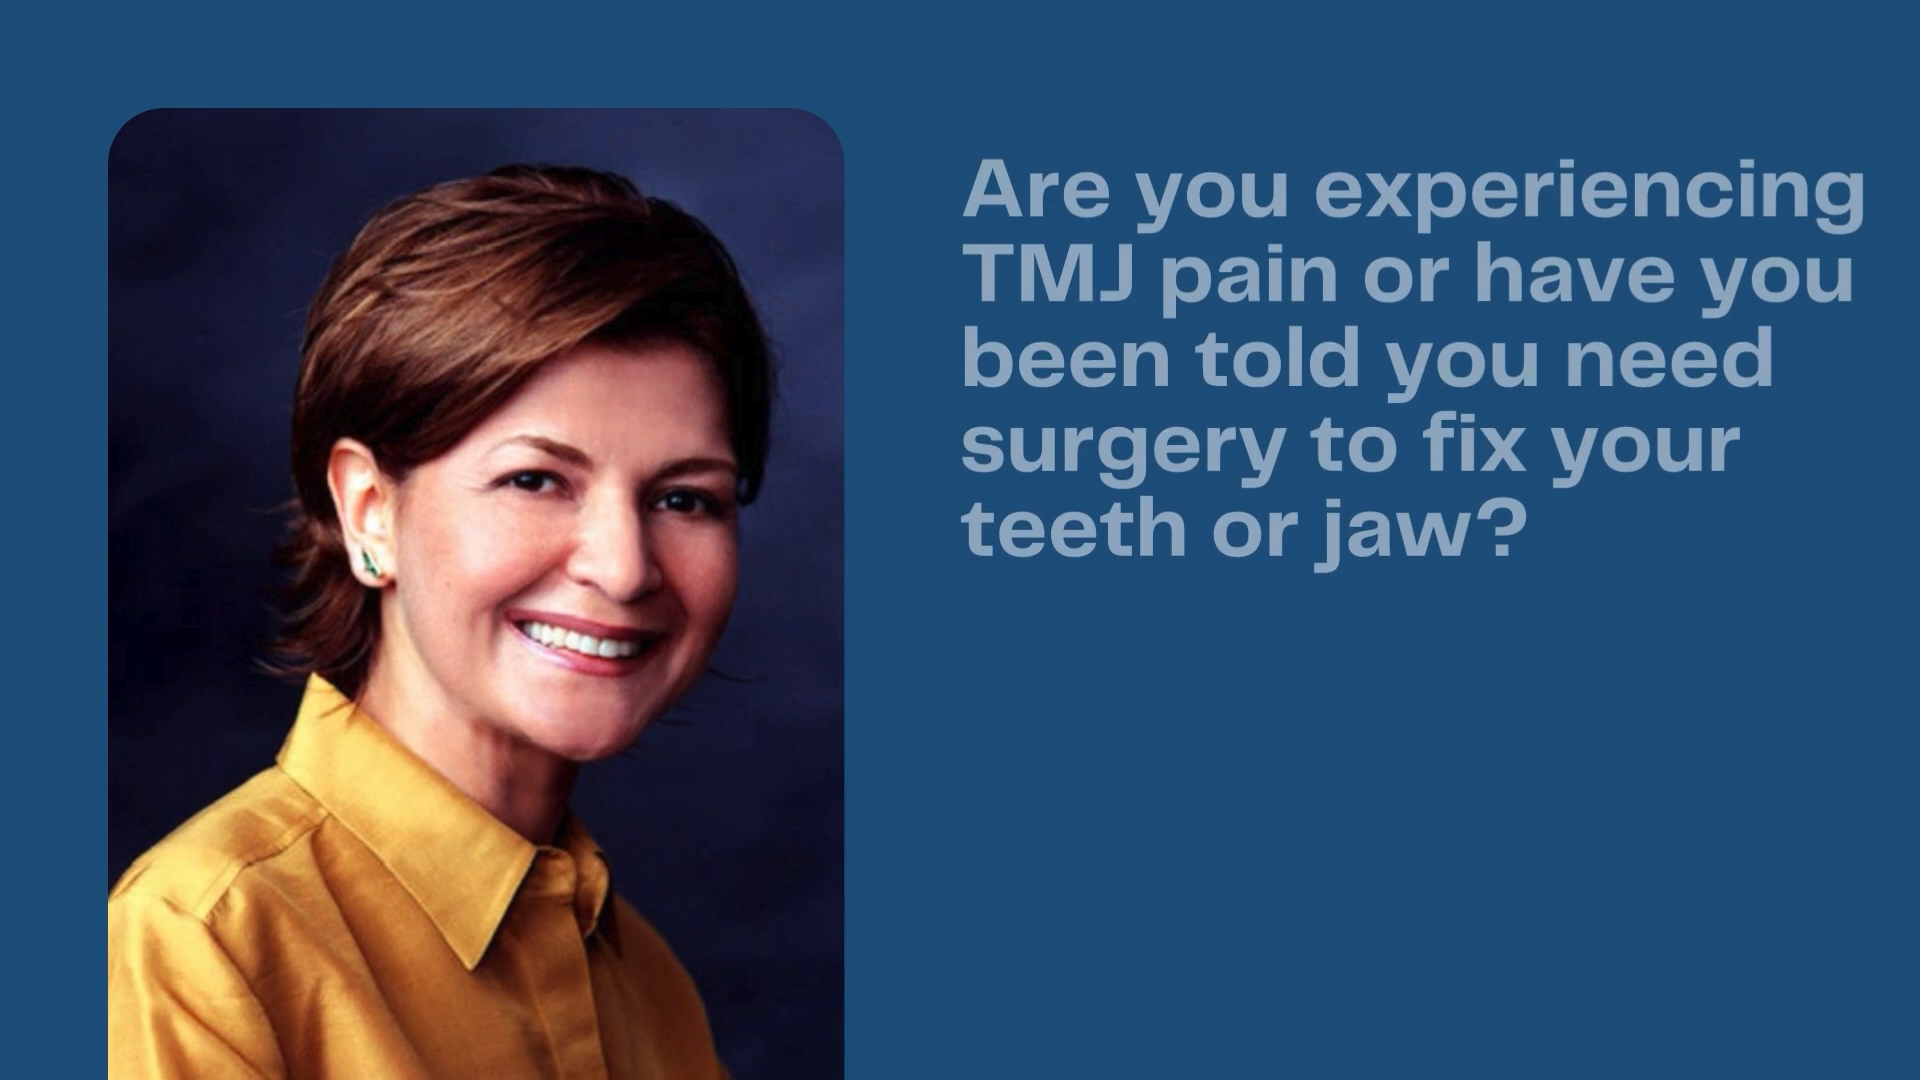 Are you experiencing
TMJ pain or have you
been told you need
surgery to fix your
teeth or jaw?